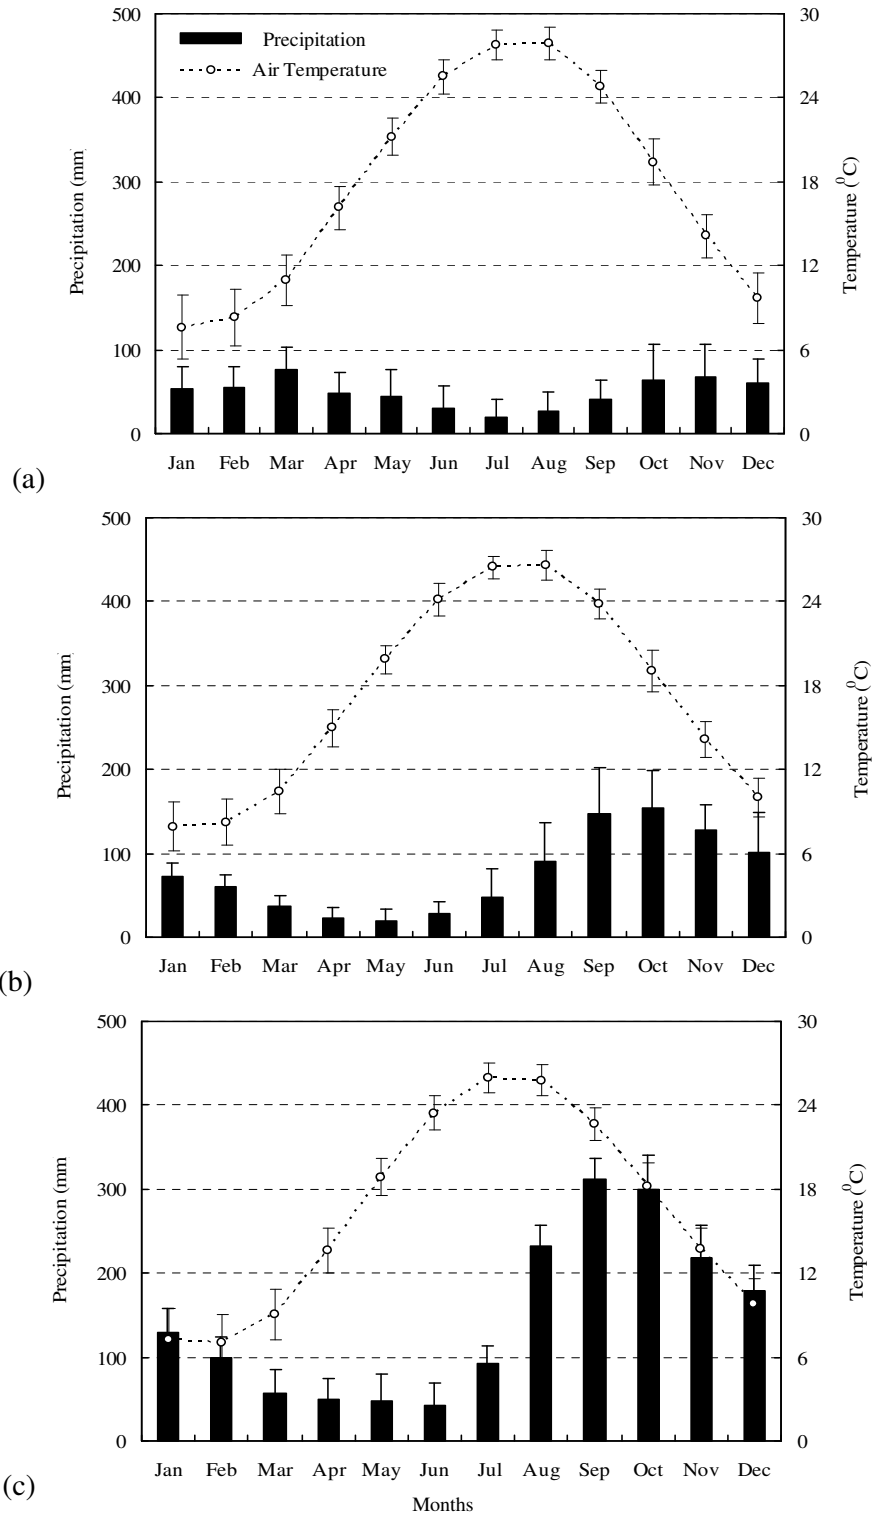 500 30
Precipitation
Air Temperature
400 24
300 18
200 12
100 6
0 0
Precipitation (mm)
Temperature (⁰C)
Jan Feb Mar Apr May Jun Jul Aug Sep Oct Nov Dec
(a)
500 30
400 24
300 18
200 12
100 6
0 0
Precipitation (mm)
Temperature (⁰C)
Jan Feb Mar Apr May Jun Jul Aug Sep Oct Nov Dec
(b)
500 30
400 24
300 18
200 12
100 6
0 0
Precipitation (mm
Temperature (⁰C)
Jan Feb Mar Apr May Jun Jul Aug Sep Oct Nov Dec
(c)
Months